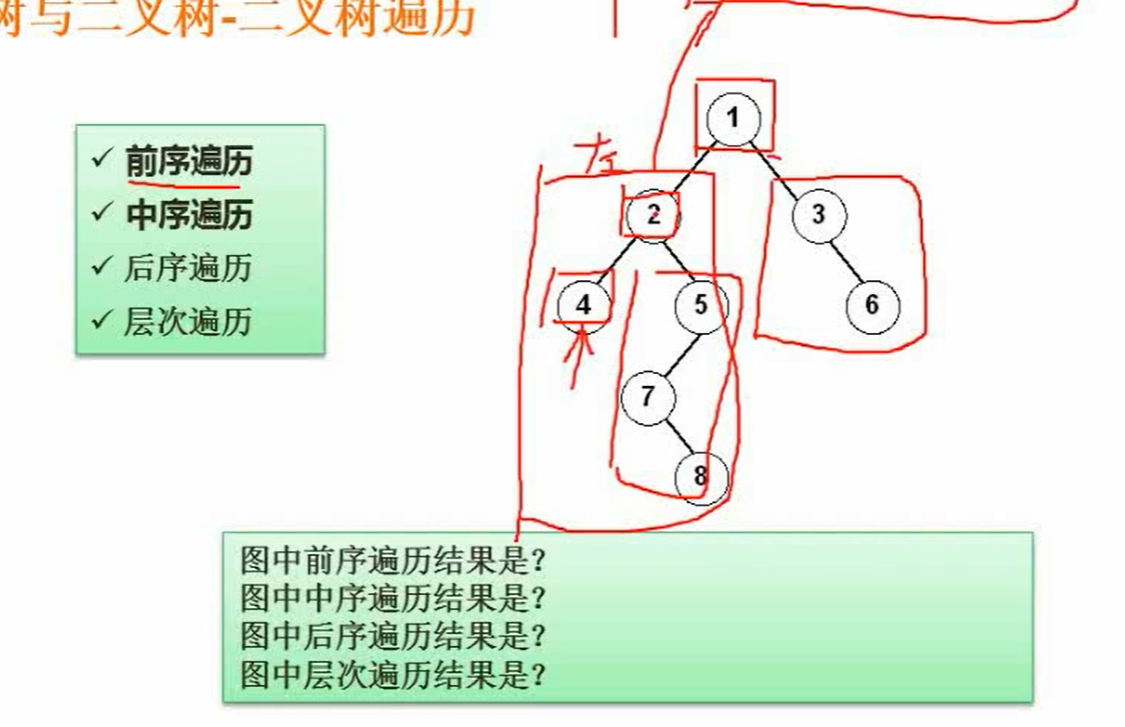 树与二叉树-二叉树遍历
✓ 前序遍历
✓ 中序遍历
✓ 后序遍历
✓ 层次遍历
左
1
2
3
4
5
6
7
8
图中前序遍历结果是?
图中中序遍历结果是?
图中后序遍历结果是?
图中层次遍历结果是?